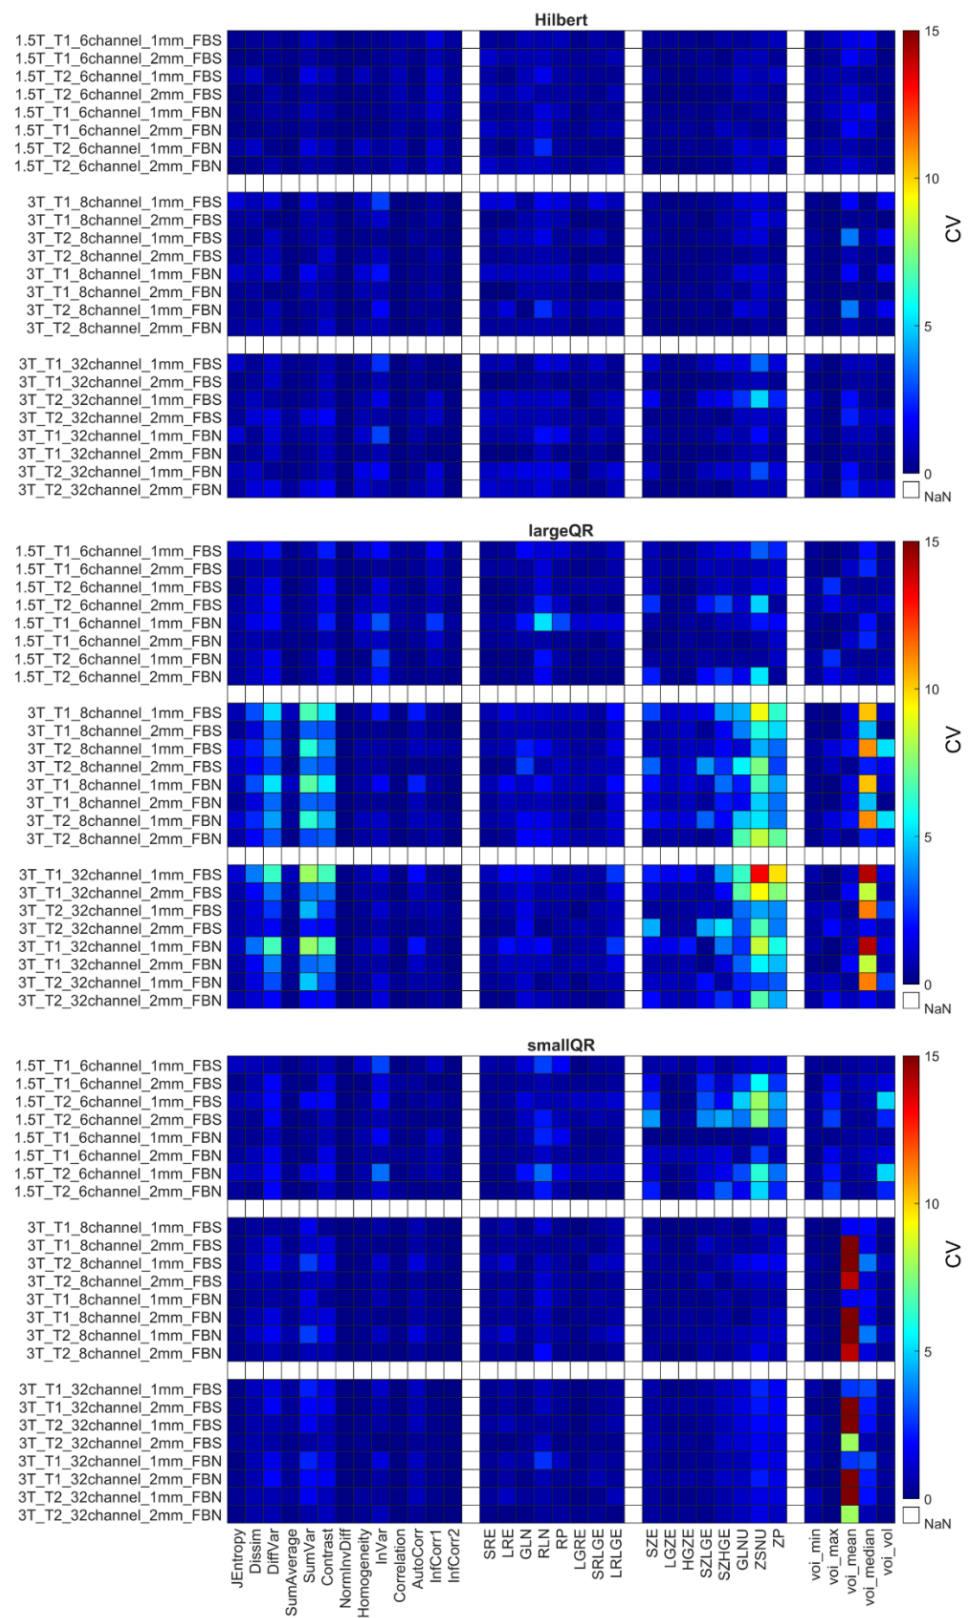 Hilbert
1.5T_T1_6channel_1mm_FBS
1.5T_T1_6channel_2mm_FBS
1.5T_T2_6channel_1mm_FBS
1.5T_T2_6channel_2mm_FBS
1.5T_T1_6channel_1mm_FBN
1.5T_T1_6channel_2mm_FBN
1.5T_T2_6channel_1mm_FBN
1.5T_T2_6channel_2mm_FBN
3T_T1_8channel_1mm_FBS
3T_T1_8channel_2mm_FBS
3T_T2_8channel_1mm_FBS
3T_T2_8channel_2mm_FBS
3T_T1_8channel_1mm_FBN
3T_T1_8channel_2mm_FBN
3T_T2_8channel_1mm_FBN
3T_T2_8channel_2mm_FBN
3T_T1_32channel_1mm_FBS
3T_T1_32channel_2mm_FBS
3T_T2_32channel_1mm_FBS
3T_T2_32channel_2mm_FBS
3T_T1_32channel_1mm_FBN
3T_T1_32channel_2mm_FBN
3T_T2_32channel_1mm_FBN
3T_T2_32channel_2mm_FBN
15
10
5
0
NaN
CV
largeQR
1.5T_T1_6channel_1mm_FBS
1.5T_T1_6channel_2mm_FBS
1.5T_T2_6channel_1mm_FBS
1.5T_T2_6channel_2mm_FBS
1.5T_T1_6channel_1mm_FBN
1.5T_T1_6channel_2mm_FBN
1.5T_T2_6channel_1mm_FBN
1.5T_T2_6channel_2mm_FBN
3T_T1_8channel_1mm_FBS
3T_T1_8channel_2mm_FBS
3T_T2_8channel_1mm_FBS
3T_T2_8channel_2mm_FBS
3T_T1_8channel_1mm_FBN
3T_T1_8channel_2mm_FBN
3T_T2_8channel_1mm_FBN
3T_T2_8channel_2mm_FBN
3T_T1_32channel_1mm_FBS
3T_T1_32channel_2mm_FBS
3T_T2_32channel_1mm_FBS
3T_T2_32channel_2mm_FBS
3T_T1_32channel_1mm_FBN
3T_T1_32channel_2mm_FBN
3T_T2_32channel_1mm_FBN
3T_T2_32channel_2mm_FBN
15
10
5
0
NaN
CV
smallQR
1.5T_T1_6channel_1mm_FBS
1.5T_T1_6channel_2mm_FBS
1.5T_T2_6channel_1mm_FBS
1.5T_T2_6channel_2mm_FBS
1.5T_T1_6channel_1mm_FBN
1.5T_T1_6channel_2mm_FBN
1.5T_T2_6channel_1mm_FBN
1.5T_T2_6channel_2mm_FBN
3T_T1_8channel_1mm_FBS
3T_T1_8channel_2mm_FBS
3T_T2_8channel_1mm_FBS
3T_T2_8channel_2mm_FBS
3T_T1_8channel_1mm_FBN
3T_T1_8channel_2mm_FBN
3T_T2_8channel_1mm_FBN
3T_T2_8channel_2mm_FBN
3T_T1_32channel_1mm_FBS
3T_T1_32channel_2mm_FBS
3T_T2_32channel_1mm_FBS
3T_T2_32channel_2mm_FBS
3T_T1_32channel_1mm_FBN
3T_T1_32channel_2mm_FBN
3T_T2_32channel_1mm_FBN
3T_T2_32channel_2mm_FBN
15
10
5
0
NaN
CV
JEntropy
Dissim
DiffVar
SumAverage
SumVar
Contrast
NormInvDiff
Homogeneity
InVar
Correlation
AutoCorr
InfCorr1
InfCorr2
SRE
LRE
GLN
RLN
RP
LGRE
SRLGE
LRLGE
SZE
LGZE
HGZE
SZLGE
SZHGE
GLNU
ZSNU
ZP
voi_min
voi_max
voi_mean
voi_median
voi_vol